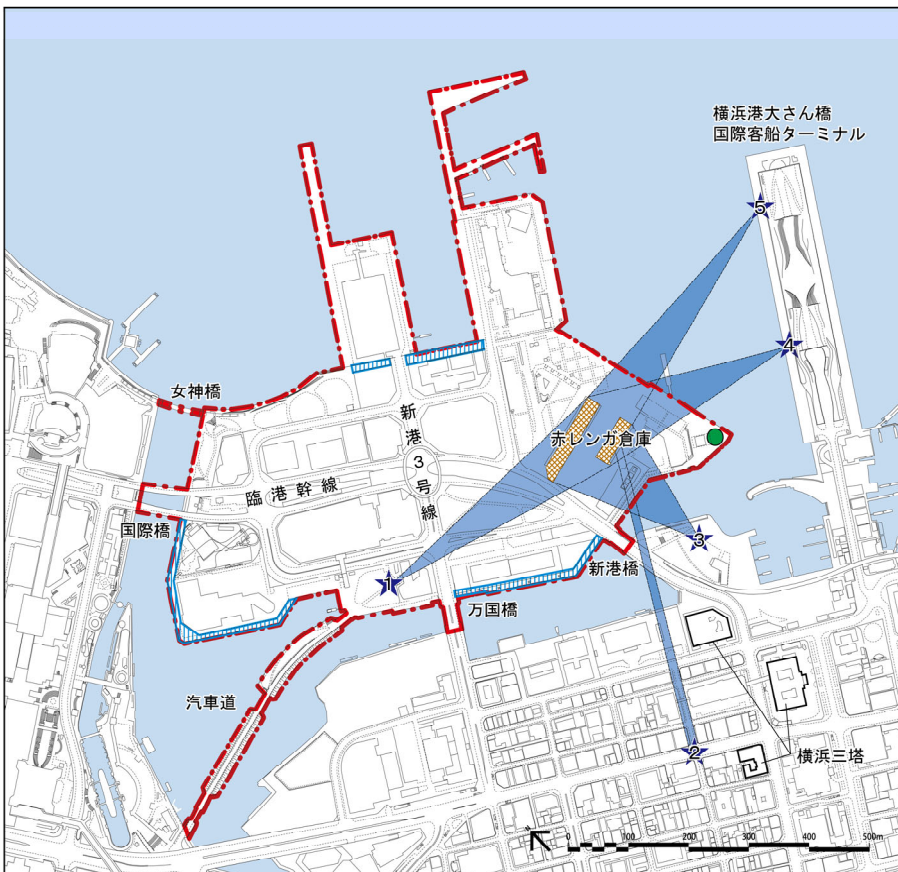 横浜港大さん橋
国際客船ターミナル
5
4
女神橋
新港3号線
赤レンガ倉庫
臨港幹線
国際橋
3
新港橋
1
万国橋
汽車道
2
横浜三塔
0 100 200 300 400 500m